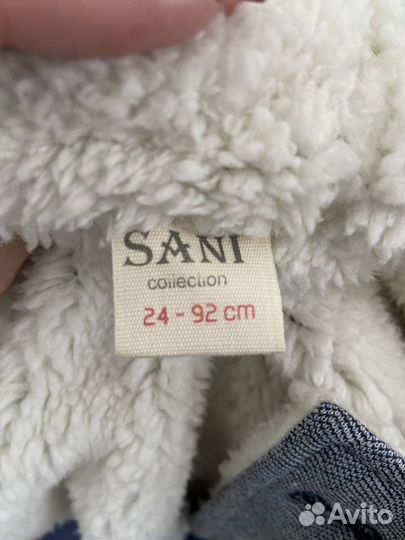 SANI
collection
24 - 92 cm
Avito